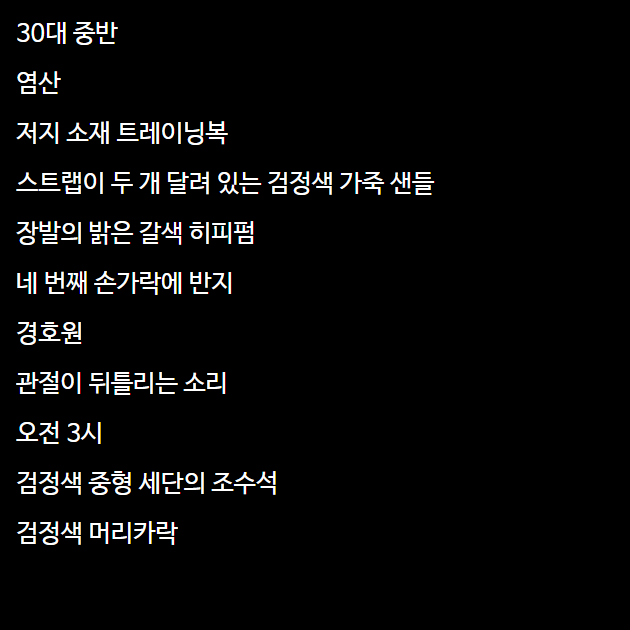 30대 중반
염산
저지 소재 트레이닝복
스트랩이 두 개 달려 있는 검정색 가죽 샌들
장발의 밝은 갈색 히피펌
네 번째 손가락에 반지
경호원
관절이 뒤틀리는 소리
오전 3시
검정색 중형 세단의 조수석
검정색 머리카락